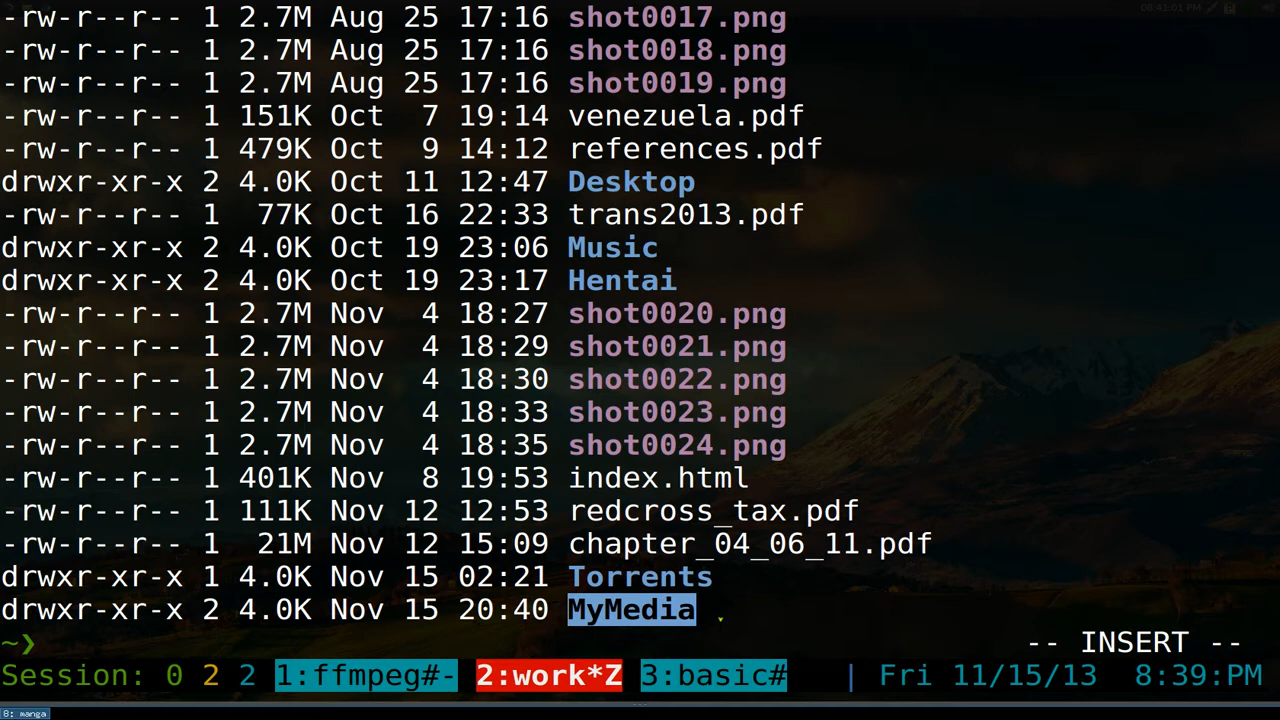 08:41:01 PM
-rw-r--r-- 1 2.7M Aug 25 17:16 shot0017.png
-rw-r--r-- 1 2.7M Aug 25 17:16 shot0018.png
-rw-r--r-- 1 2.7M Aug 25 17:16 shot0019.png
-rw-r--r-- 1 151K Oct  7 19:14 venezuela.pdf
-rw-r--r-- 1 479K Oct  9 14:12 references.pdf
drwxr-xr-x 2 4.0K Oct 11 12:47 Desktop
-rw-r--r-- 1  77K Oct 16 22:33 trans2013.pdf
drwxr-xr-x 2 4.0K Oct 19 23:06 Music
drwxr-xr-x 2 4.0K Oct 19 23:17 Hentai
-rw-r--r-- 1 2.7M Nov  4 18:27 shot0020.png
-rw-r--r-- 1 2.7M Nov  4 18:29 shot0021.png
-rw-r--r-- 1 2.7M Nov  4 18:30 shot0022.png
-rw-r--r-- 1 2.7M Nov  4 18:33 shot0023.png
-rw-r--r-- 1 2.7M Nov  4 18:35 shot0024.png
-rw-r--r-- 1 401K Nov  8 19:53 index.html
-rw-r--r-- 1 111K Nov 12 12:53 redcross_tax.pdf
-rw-r--r-- 1  21M Nov 12 15:09 chapter_04_06_11.pdf
drwxr-xr-x 1 4.0K Nov 15 02:21 Torrents
drwxr-xr-x 2 4.0K Nov 15 20:40 MyMedia
~❯ -- INSERT --
Session: 0 2 2 1:ffmpeg#- 2:work*Z 3:basic# | Fri 11/15/13 8:39:PM
8: manga